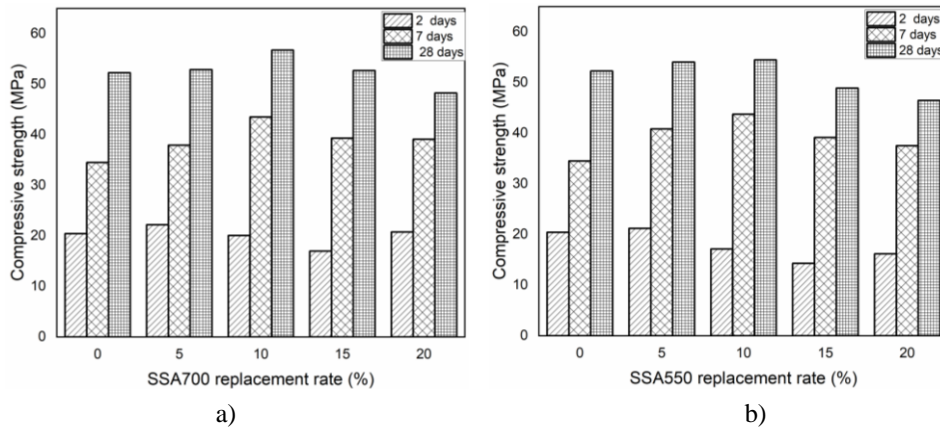 2 days
7 days
28 days
60
50
40
30
20
10
0
Compressive strength (MPa)
0 5 10 15 20
SSA700 replacement rate (%)
a)
2 days
7 days
28 days
60
50
40
30
20
10
0
Compressive strength (MPa)
0 5 10 15 20
SSA550 replacement rate (%)
b)